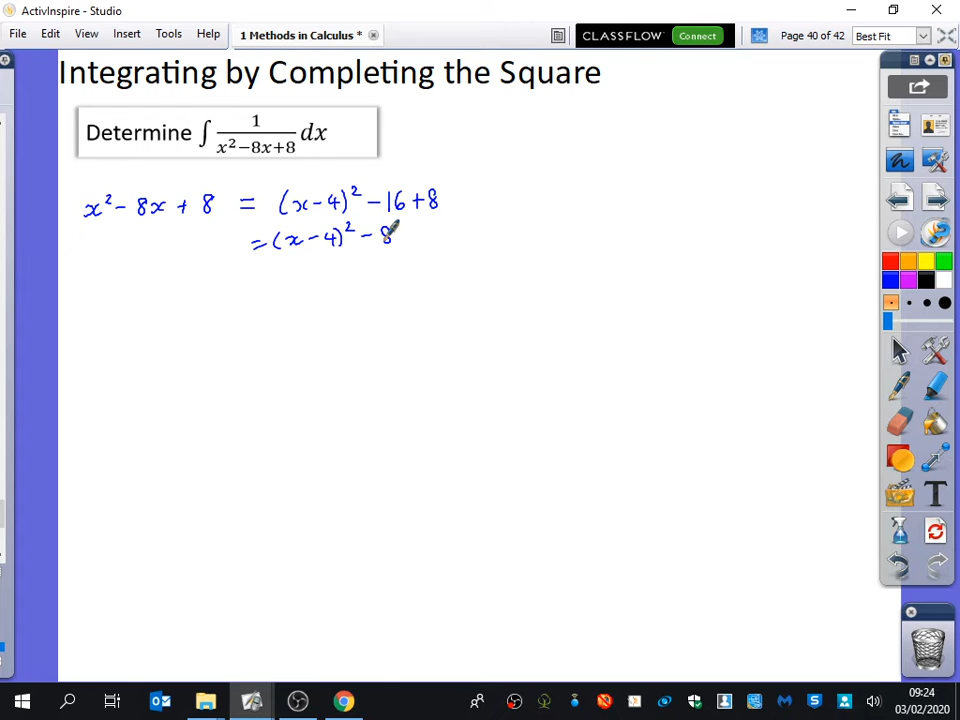 ActivInspire - Studio
File Edit View Insert Tools Help
1 Methods in Calculus *
CLASSFLOW Connect
Page 40 of 42
Best Fit
Integrating by Completing the Square
Determine ∫ 1/(x²−8x+8) dx
x² - 8x + 8 = (x-4)² - 16 + 8
= (x-4)² - 8
09:24
03/02/2020